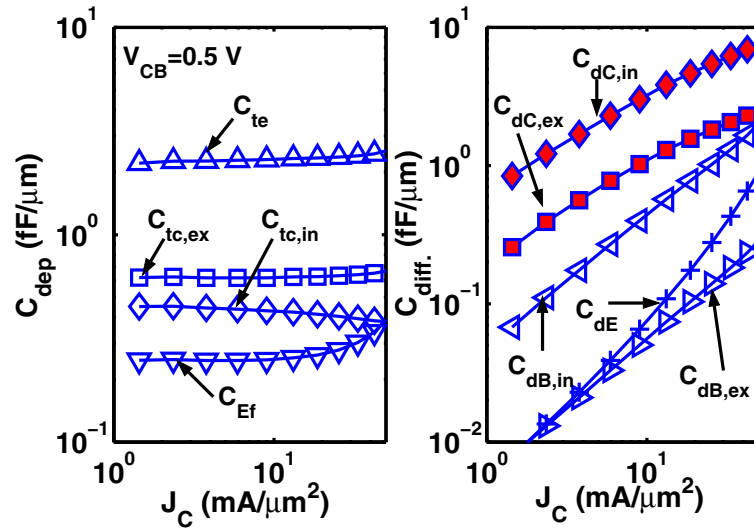 10^1
V_CB=0.5 V
C_te
C_tc,ex
C_tc,in
C_Ef
10^0
10^-1
C_dep (fF/μm)
10^0
10^1
J_C (mA/μm^2)
10^1
C_dC,in
C_dC,ex
10^0
C_diff. (fF/μm)
10^-1
C_dE
C_dB,in
C_dB,ex
10^-2
10^0
10^1
J_C (mA/μm^2)